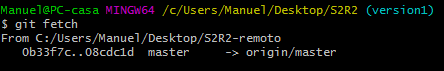 Manuel@PC-casa MINGW64 /c/Users/Manuel/Desktop/S2R2 (version1)
$ git fetch
From C:/Users/Manuel/Desktop/S2R2-remoto
   0b33f7c..08cdc1d  master     -> origin/master